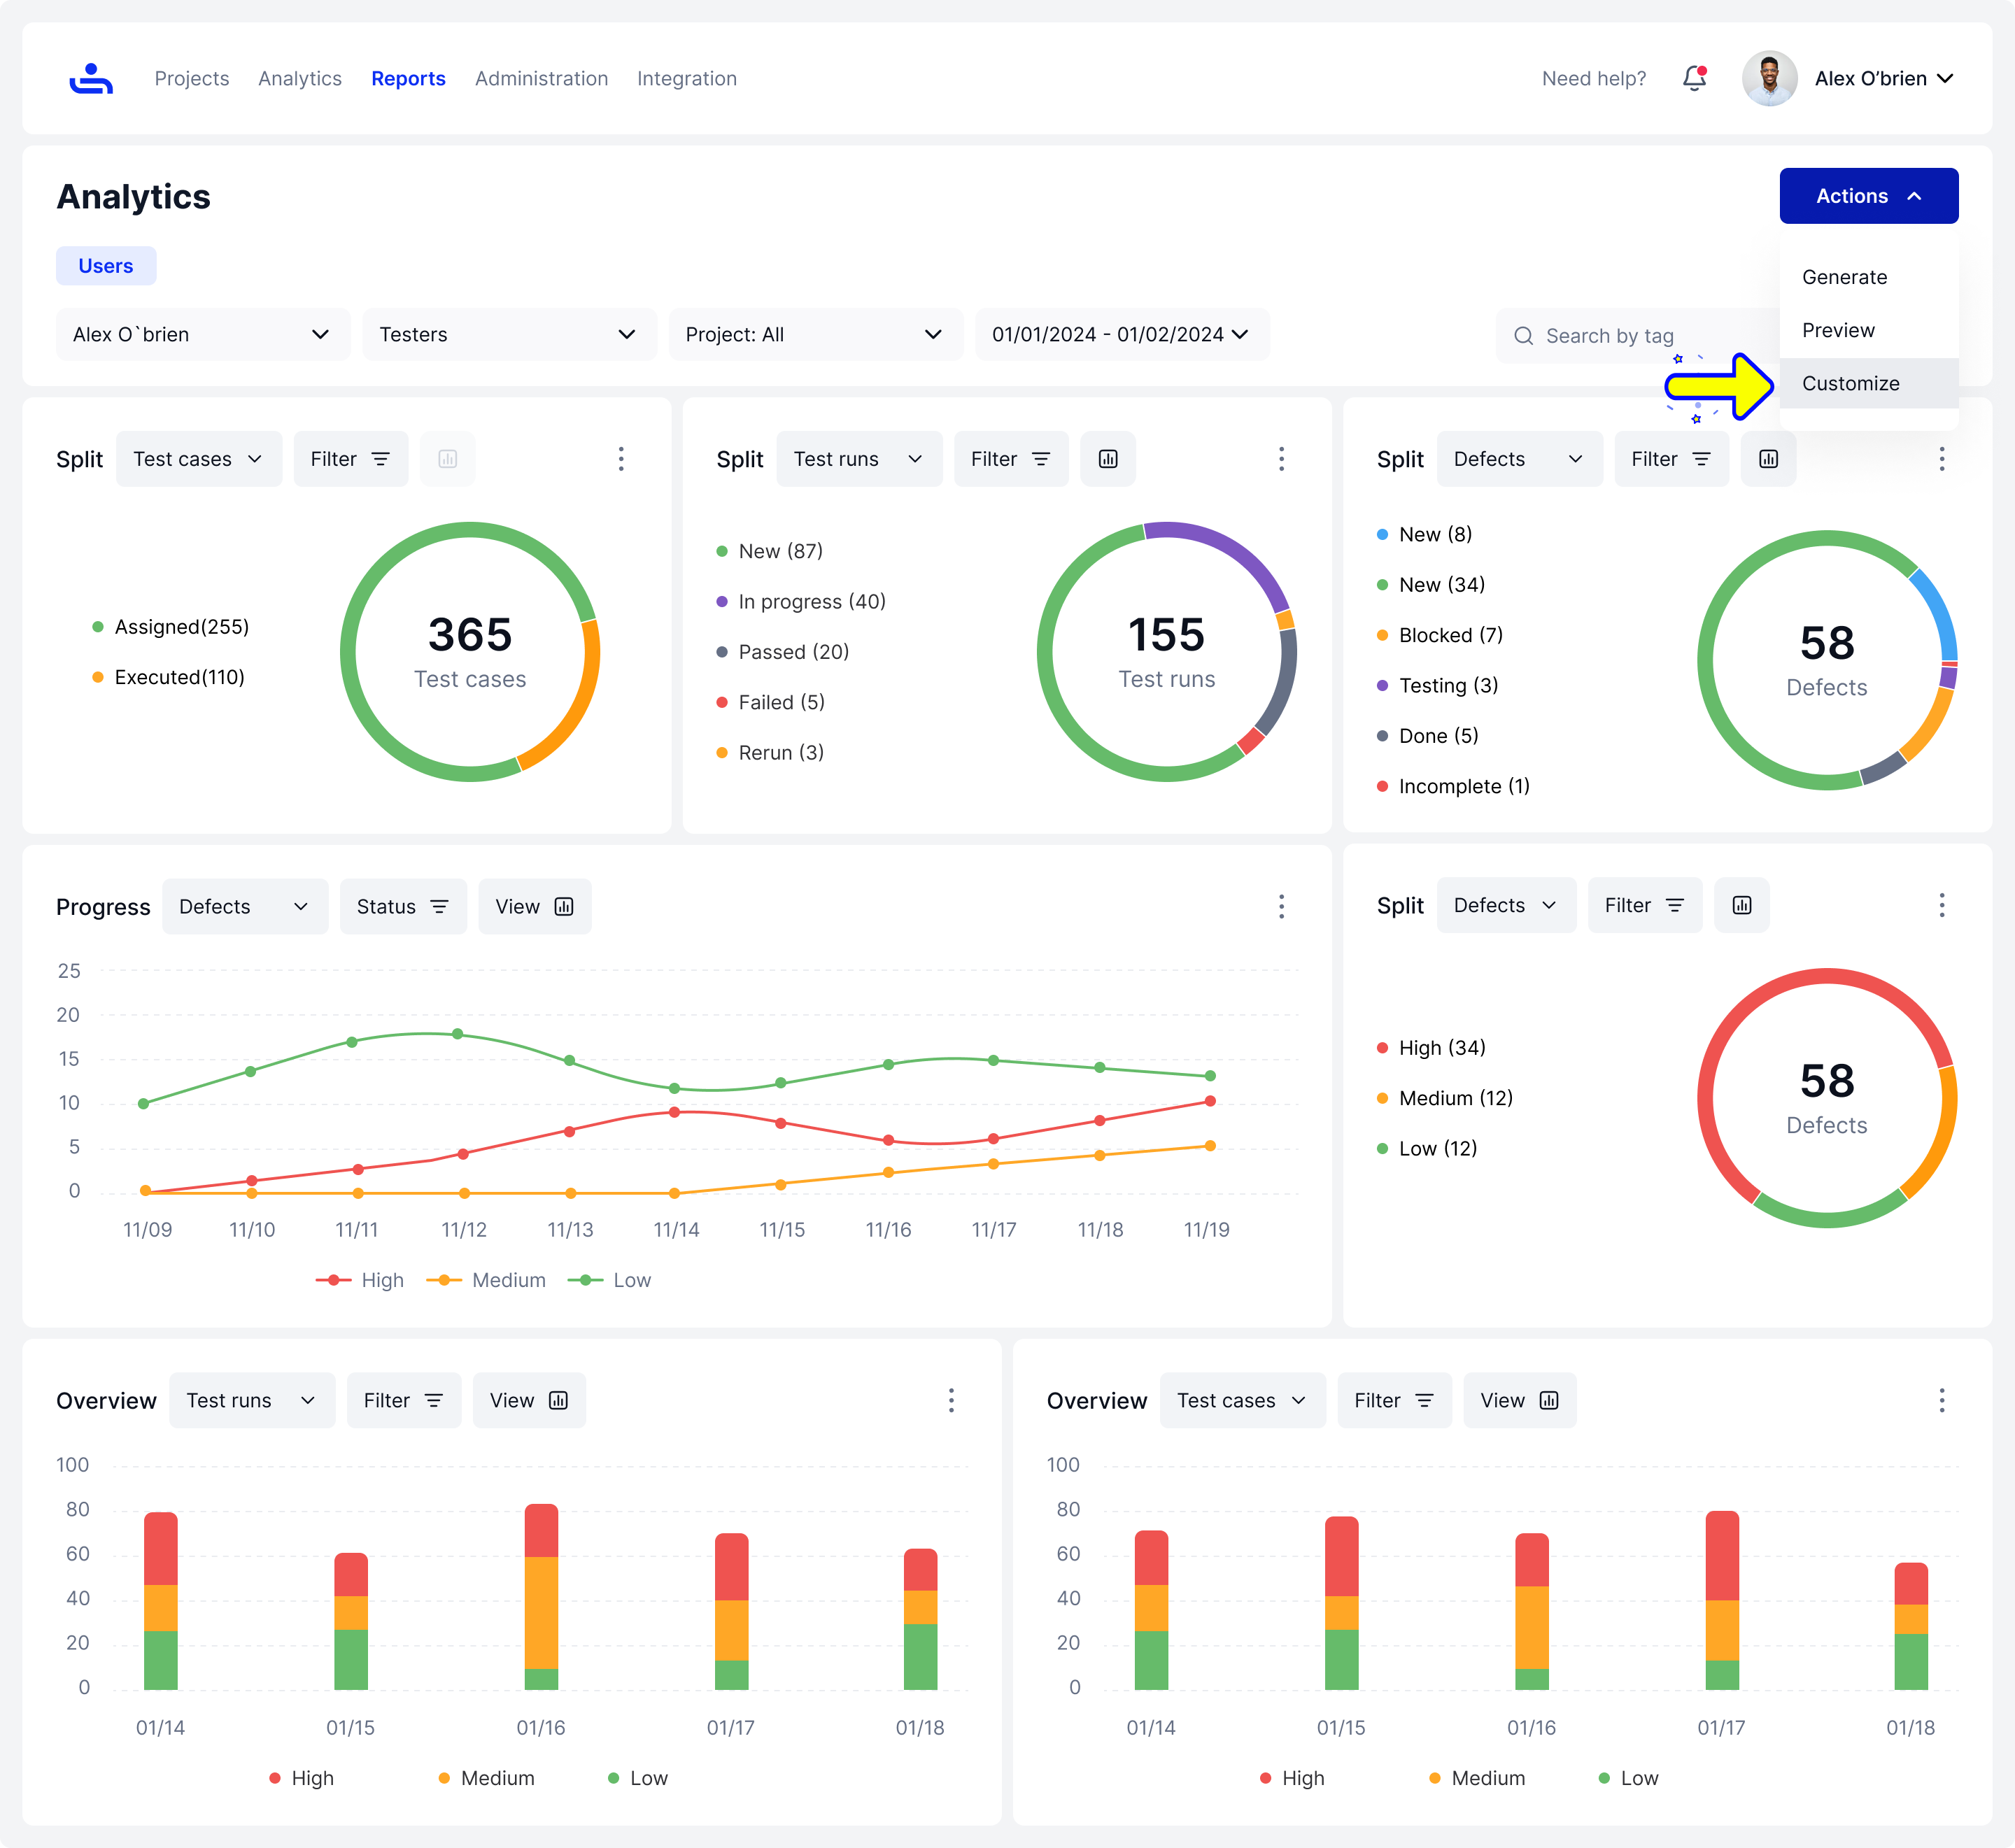 Projects Analytics Reports Administration Integration Need help? Alex O’brien
Analytics
Actions
Users
Generate
Preview
Customize
Alex O`brien Testers Project: All 01/01/2024 - 01/02/2024 Search by tag
Split Test cases Filter
Assigned(255)
Executed(110)
365
Test cases
Split Test runs Filter
New (87)
In progress (40)
Passed (20)
Failed (5)
Rerun (3)
155
Test runs
Split Defects Filter
New (8)
New (34)
Blocked (7)
Testing (3)
Done (5)
Incomplete (1)
58
Defects
Progress Defects Status View
25
20
15
10
5
0
11/09 11/10 11/11 11/12 11/13 11/14 11/15 11/16 11/17 11/18 11/19
High Medium Low
Split Defects Filter
High (34)
Medium (12)
Low (12)
58
Defects
Overview Test runs Filter View
100
80
60
40
20
0
01/14 01/15 01/16 01/17 01/18
High Medium Low
Overview Test cases Filter View
100
80
60
40
20
0
01/14 01/15 01/16 01/17 01/18
High Medium Low